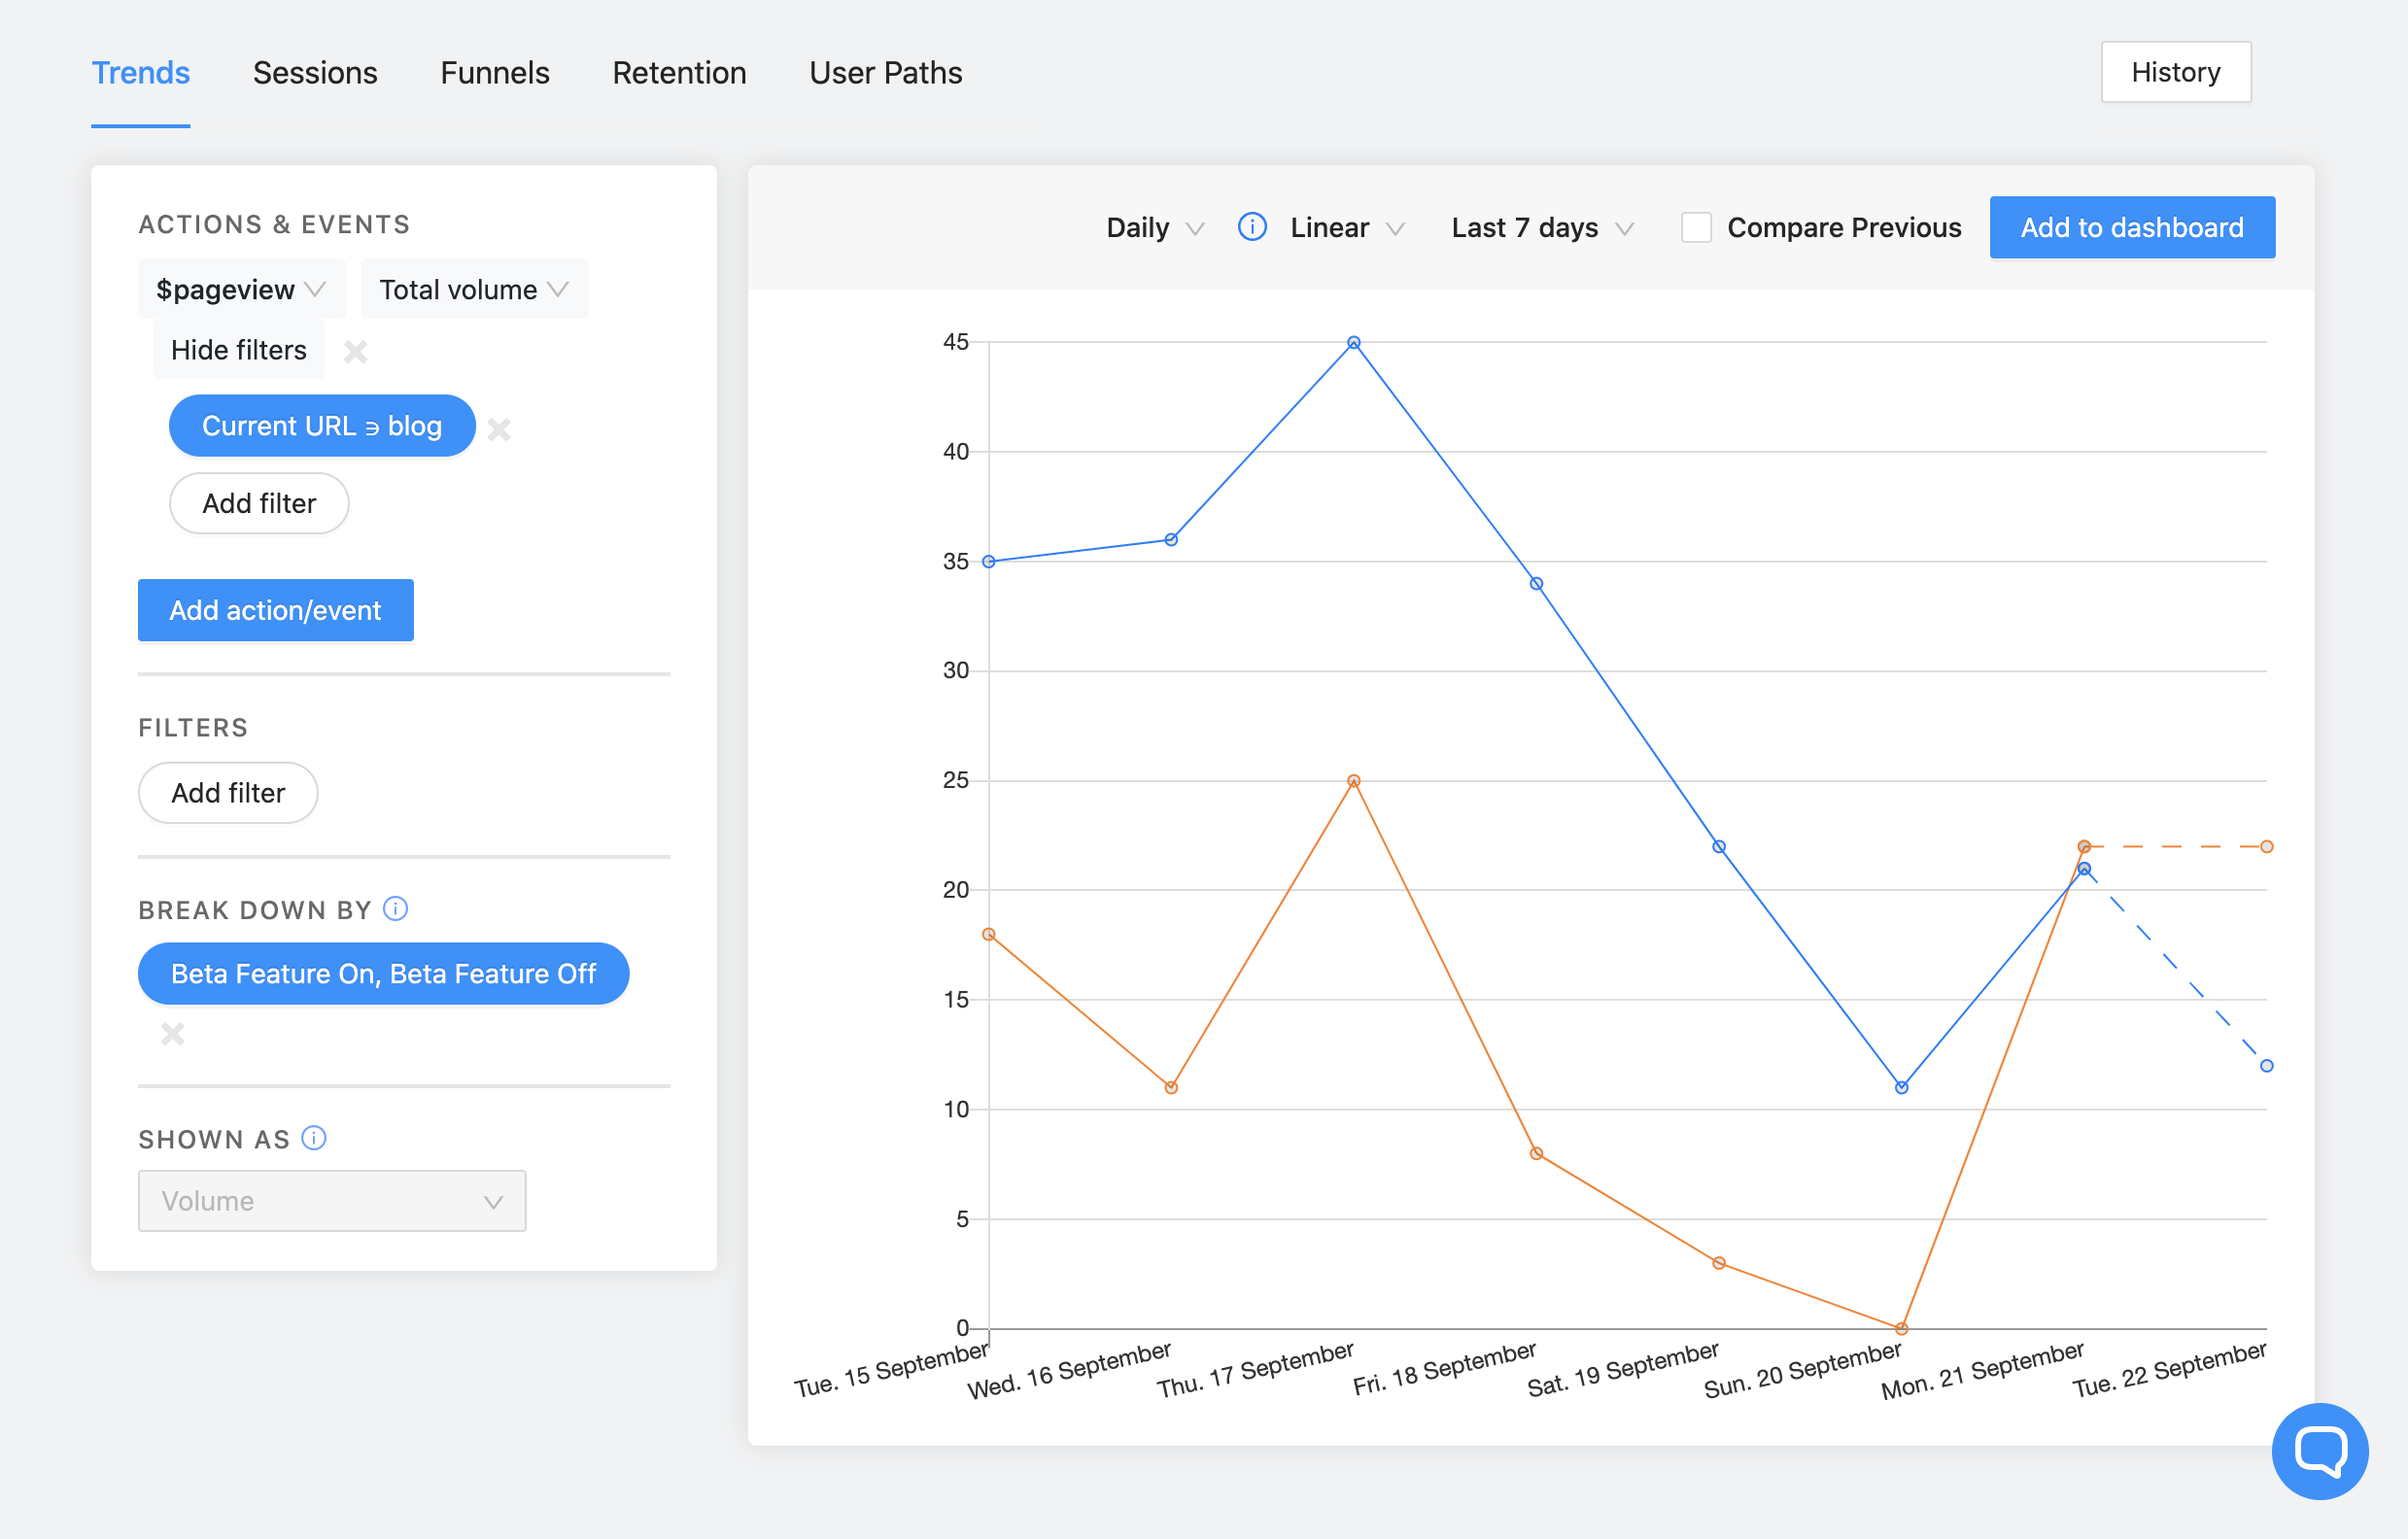 Trends Sessions Funnels Retention User Paths History
ACTIONS & EVENTS
$pageview Total volume
Hide filters
Current URL ∋ blog
Add filter
Add action/event
FILTERS
Add filter
BREAK DOWN BY
Beta Feature On, Beta Feature Off
SHOWN AS
Volume
Daily Linear Last 7 days Compare Previous Add to dashboard
45
40
35
30
25
20
15
10
5
0
Tue. 15 September
Wed. 16 September
Thu. 17 September
Fri. 18 September
Sat. 19 September
Sun. 20 September
Mon. 21 September
Tue. 22 September